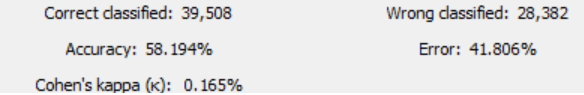 Correct classified: 39,508 Wrong classified: 28,382
Accuracy: 58.194% Error: 41.806%
Cohen's kappa (κ): 0.165%